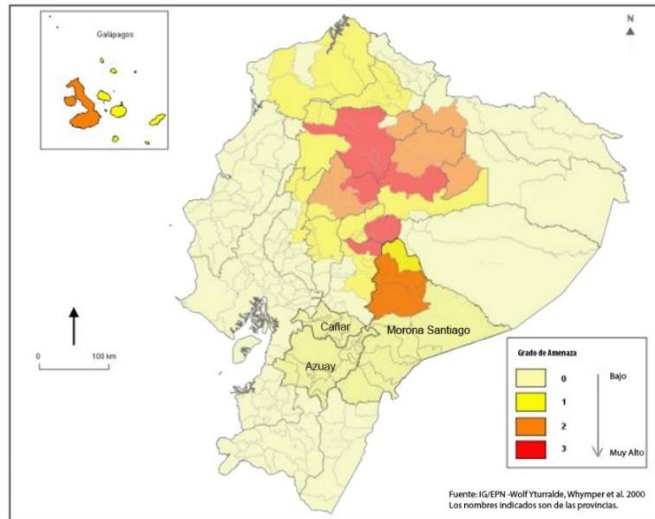 Galápagos
N
0
100 km
Cañar
Morona Santiago
Azuay
Grado de Amenaza
0
Bajo
1
2
3
Muy Alto
Fuente: IG/EPN -Wolf Yturralde, Whymper et al. 2000
Los nombres indicados son de las provincias.